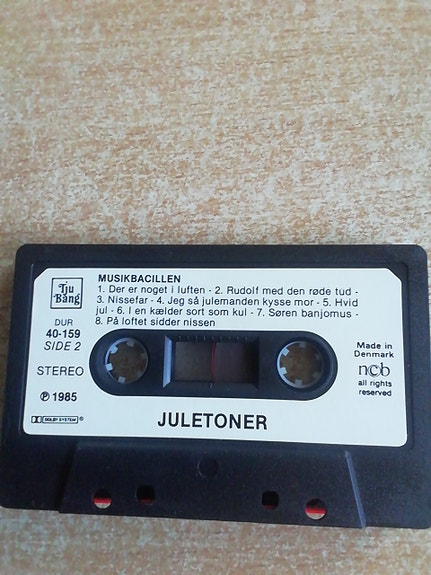 Tju
Bang
MUSIKBACILLEN
1. Der er noget i luften - 2. Rudolf med den røde tud -
3. Nissefar - 4. Jeg så julemanden kysse mor - 5. Hvid
jul - 6. I en kælder sort som kul - 7. Søren banjomus -
8. På loftet sidder nissen
DUR
40-159
SIDE 2
STEREO
Ⓟ 1985
DOLBY SYSTEM ®
Made in
Denmark
ncb
all rights
reserved
JULETONER